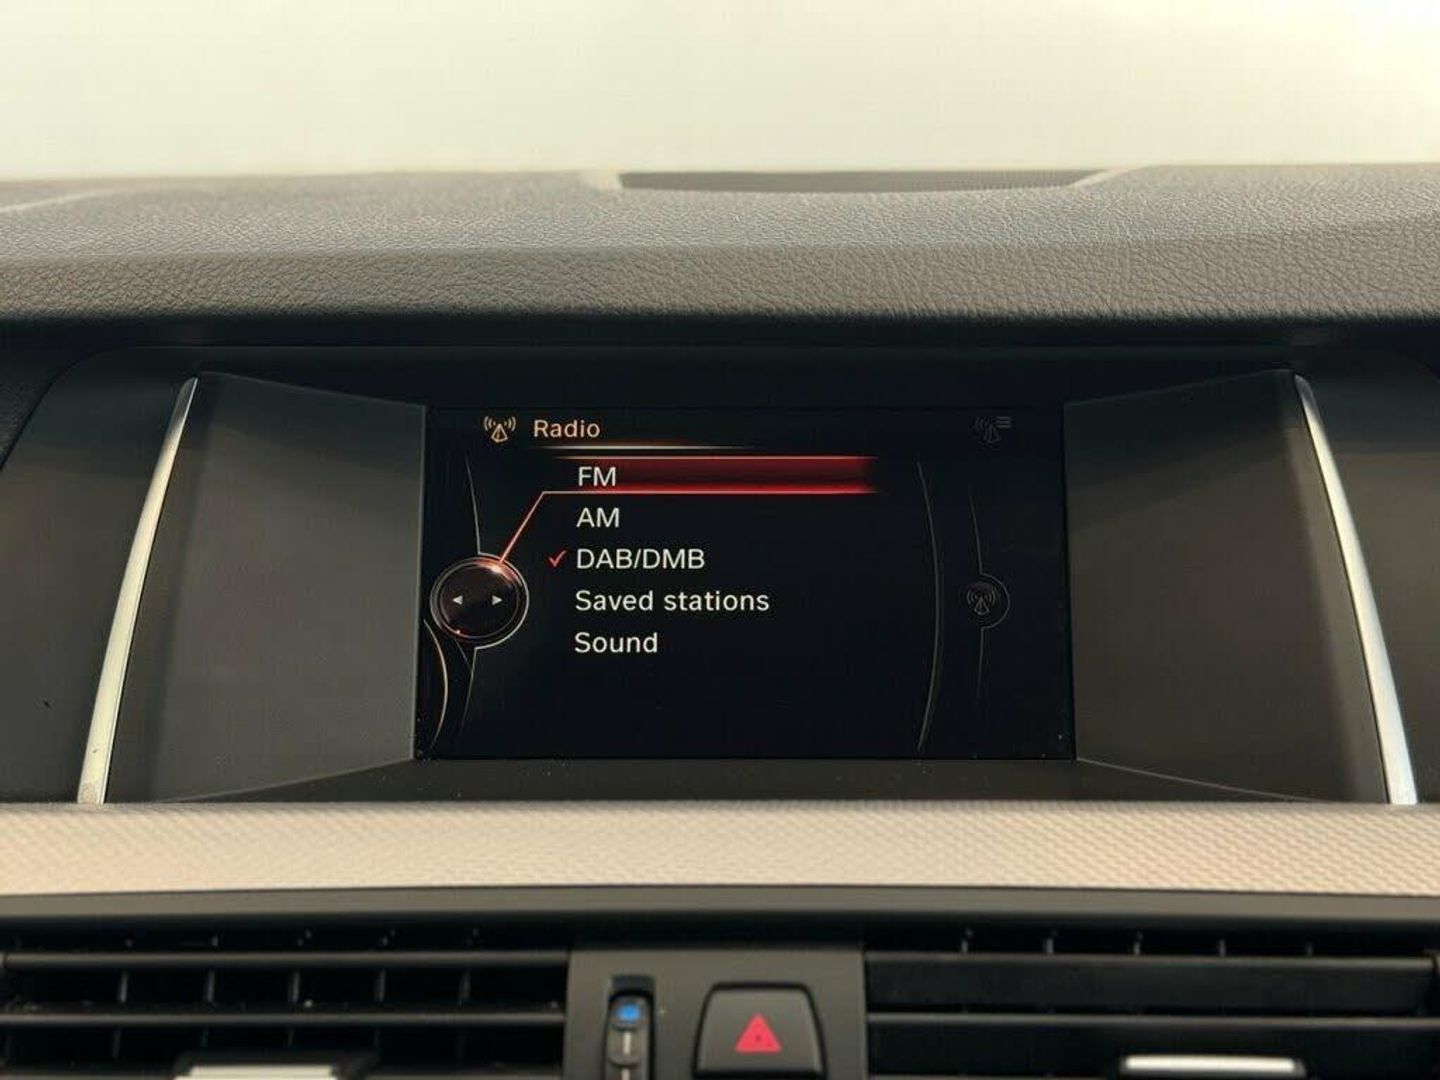 Radio
FM
AM
DAB/DMB
Saved stations
Sound